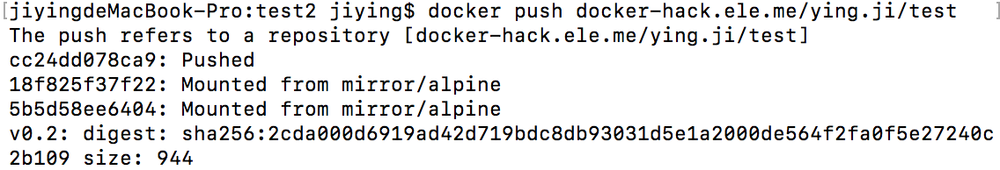 [jiyingdeMacBook-Pro:test2 jiying$ docker push docker-hack.ele.me/ying.ji/test ]
The push refers to a repository [docker-hack.ele.me/ying.ji/test]
cc24dd078ca9: Pushed
18f825f37f22: Mounted from mirror/alpine
5b5d58ee6404: Mounted from mirror/alpine
v0.2: digest: sha256:2cda000d6919ad42d719bdc8db93031d5e1a2000de564f2fa0f5e27240c
2b109 size: 944